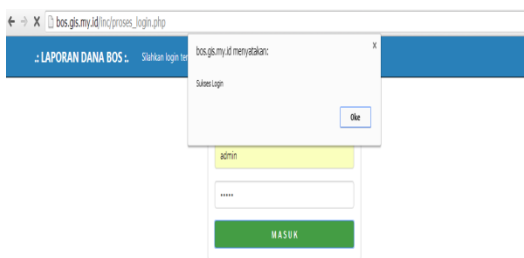 bos.gis.my.id/inc/proses_login.php
.: LAPORAN DANA BOS :. Silahkan login ter
bos.gis.my.id menyatakan: X
Sukses Login
Oke
admin
•••••
MASUK